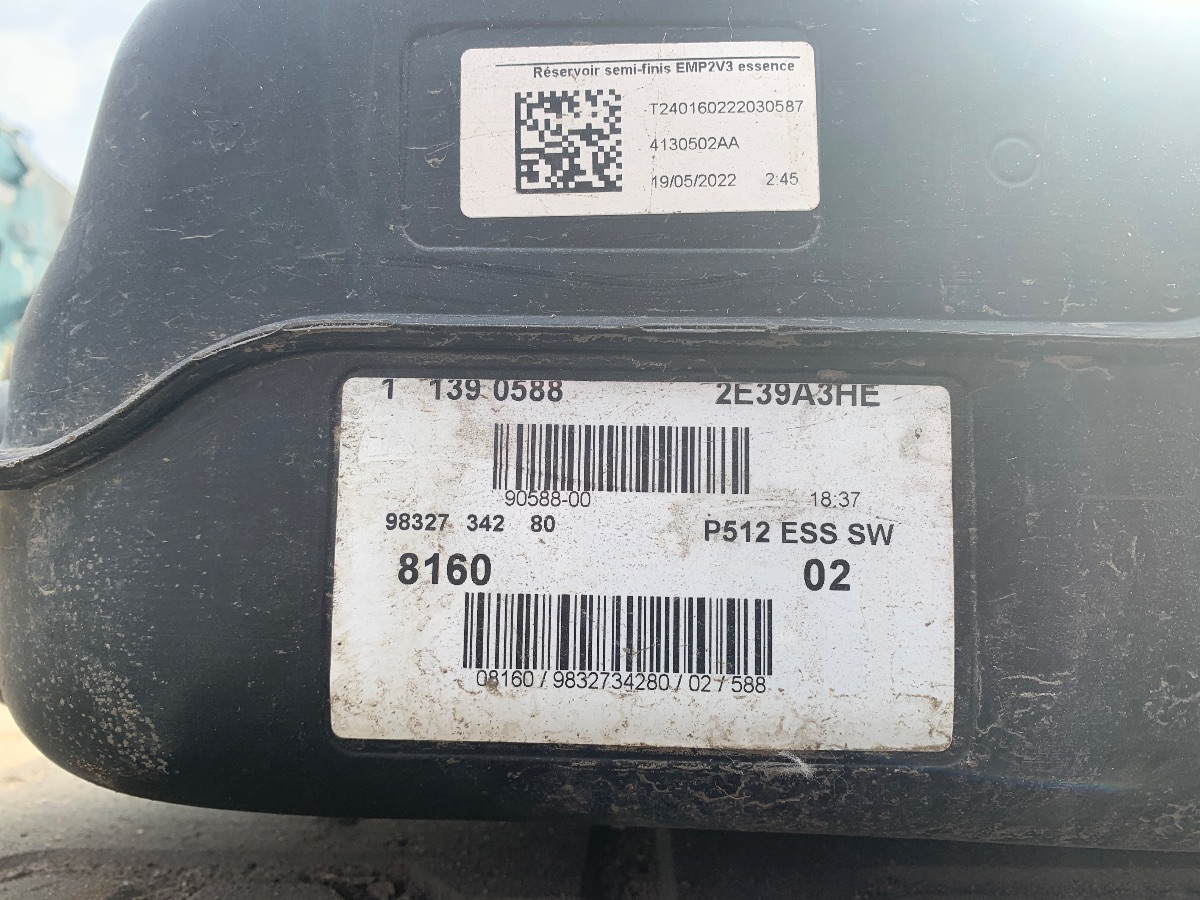 Réservoir semi-finis EMP2V3 essence
T240160222030587
4130502AA
19/05/2022 2:45
1 139 0588 2E39A3HE
90588-00 18:37
98327 342 80 P512 ESS SW
8160 02
08160 / 9832734280 / 02 / 588